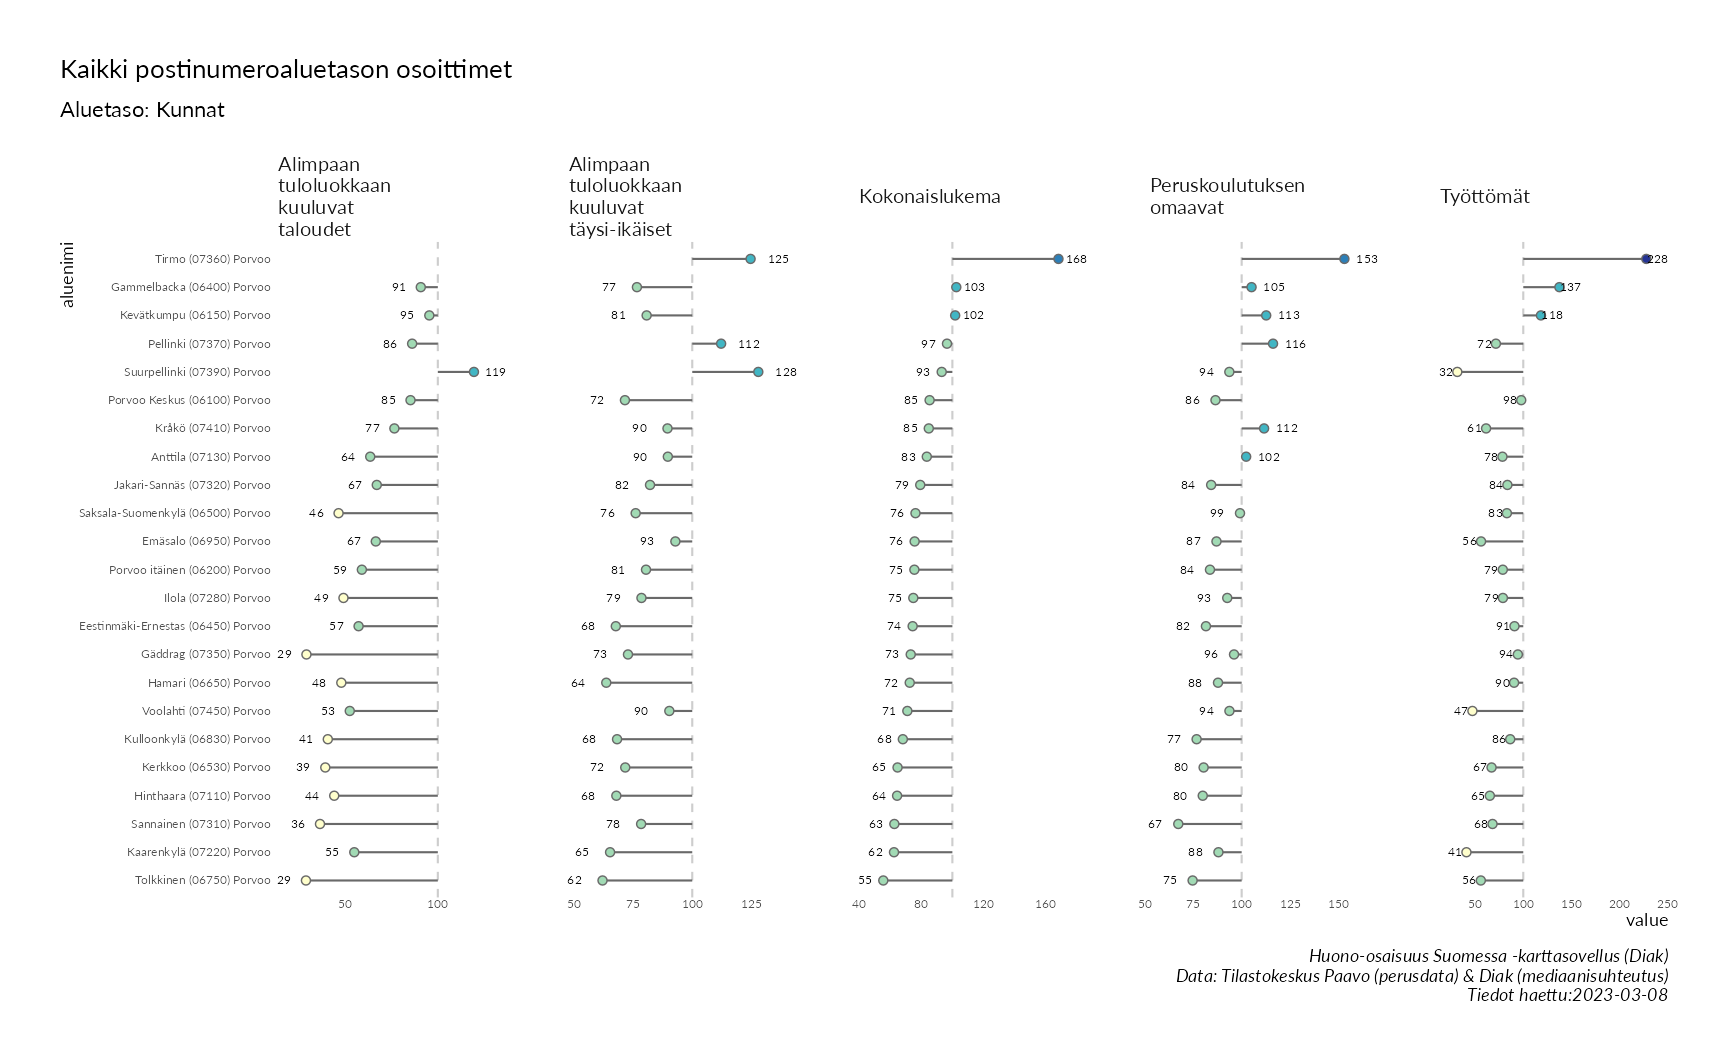 Kaikki postinumeroaluetason osoittimet
Aluetaso: Kunnat
Alimpaan
tuloluokkaan
kuuluvat
taloudet
Alimpaan
tuloluokkaan
kuuluvat
täysi-ikäiset
Kokonaislukema
Peruskoulutuksen
omaavat
Työttömät
aluenimi
Tirmo (07360) Porvoo 125 168 153 228
Gammelbacka (06400) Porvoo 91 77 103 105 137
Kevätkumpu (06150) Porvoo 95 81 102 113 118
Pellinki (07370) Porvoo 86 112 97 116 72
Suurpellinki (07390) Porvoo 119 128 93 94 32
Porvoo Keskus (06100) Porvoo 85 72 85 86 98
Kråkö (07410) Porvoo 77 90 85 112 61
Anttila (07130) Porvoo 64 90 83 102 78
Jakari-Sannäs (07320) Porvoo 67 82 79 84 84
Saksala-Suomenkylä (06500) Porvoo 46 76 76 99 83
Emäsalo (06950) Porvoo 67 93 76 87 56
Porvoo itäinen (06200) Porvoo 59 81 75 84 79
Ilola (07280) Porvoo 49 79 75 93 79
Eestinmäki-Ernestas (06450) Porvoo 57 68 74 82 91
Gäddrag (07350) Porvoo 29 73 73 96 94
Hamari (06650) Porvoo 48 64 72 88 90
Voolahti (07450) Porvoo 53 90 71 94 47
Kulloonkylä (06830) Porvoo 41 68 68 77 86
Kerkkoo (06530) Porvoo 39 72 65 80 67
Hinthaara (07110) Porvoo 44 68 64 80 65
Sannainen (07310) Porvoo 36 78 63 67 68
Kaarenkylä (07220) Porvoo 55 65 62 88 41
Tolkkinen (06750) Porvoo 29 62 55 75 56
50 100 50 75 100 125 40 80 120 160 50 75 100 125 150 50 100 150 200 250
value
Huono-osaisuus Suomessa -karttasovellus (Diak)
Data: Tilastokeskus Paavo (perusdata) & Diak (mediaanisuhteutus)
Tiedot haettu:2023-03-08